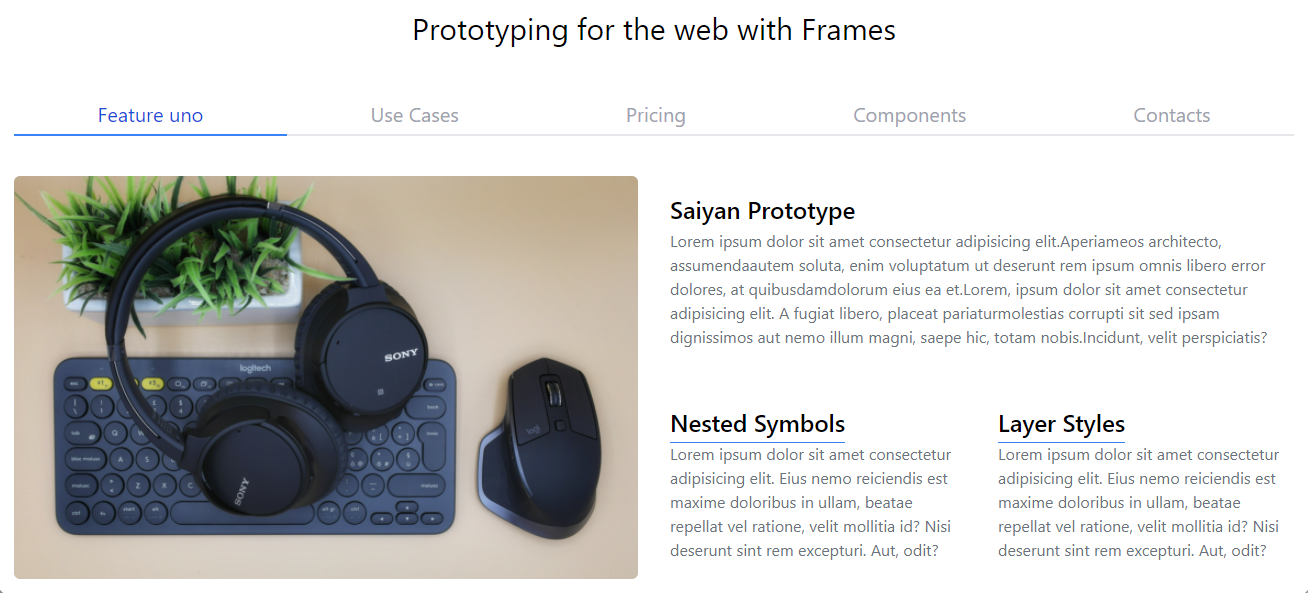 Prototyping for the web with Frames
Feature uno
Use Cases
Pricing
Components
Contacts
logitech
SONY
SONY
logi
Saiyan Prototype
Lorem ipsum dolor sit amet consectetur adipisicing elit.Aperiameos architecto,
assumendaautem soluta, enim voluptatum ut deserunt rem ipsum omnis libero error
dolores, at quibusdamdolorum eius ea et.Lorem, ipsum dolor sit amet consectetur
adipisicing elit. A fugiat libero, placeat pariaturmolestias corrupti sit sed ipsam
dignissimos aut nemo illum magni, saepe hic, totam nobis.Incidunt, velit perspiciatis?
Nested Symbols
Lorem ipsum dolor sit amet consectetur
adipisicing elit. Eius nemo reiciendis est
maxime doloribus in ullam, beatae
repellat vel ratione, velit mollitia id? Nisi
deserunt sint rem excepturi. Aut, odit?
Layer Styles
Lorem ipsum dolor sit amet consectetur
adipisicing elit. Eius nemo reiciendis est
maxime doloribus in ullam, beatae
repellat vel ratione, velit mollitia id? Nisi
deserunt sint rem excepturi. Aut, odit?